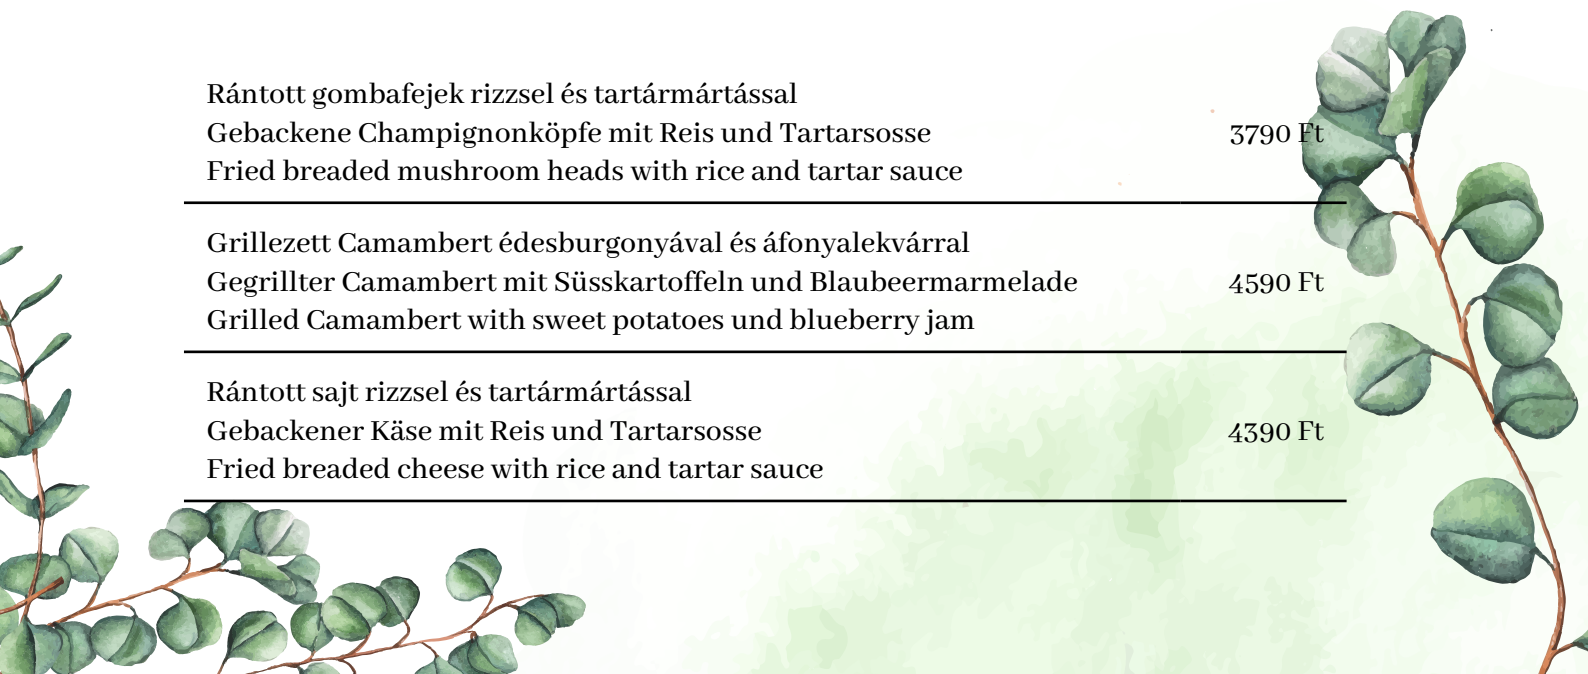 Rántott gombafejek rizzsel és tartármártással
Gebackene Champignonköpfe mit Reis und Tartarsosse
3790 Ft
Fried breaded mushroom heads with rice and tartar sauce
Grillezett Camambert édesburgonyával és áfonyalekvárral
Gegrillter Camambert mit Süsskartoffeln und Blaubeermarmelade
4590 Ft
Grilled Camambert with sweet potatoes und blueberry jam
Rántott sajt rizzsel és tartármártással
Gebackener Käse mit Reis und Tartarsosse
4390 Ft
Fried breaded cheese with rice and tartar sauce